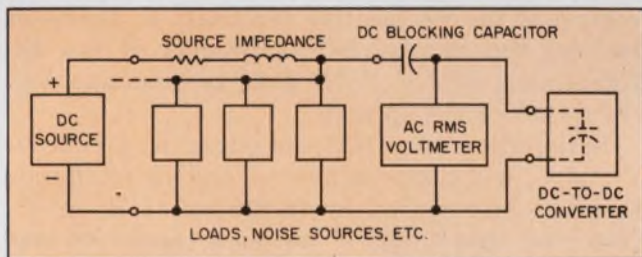 SOURCE IMPEDANCE
DC BLOCKING CAPACITOR
+
DC
SOURCE
−
AC RMS
VOLTMETER
DC-TO-DC
CONVERTER
LOADS, NOISE SOURCES, ETC.